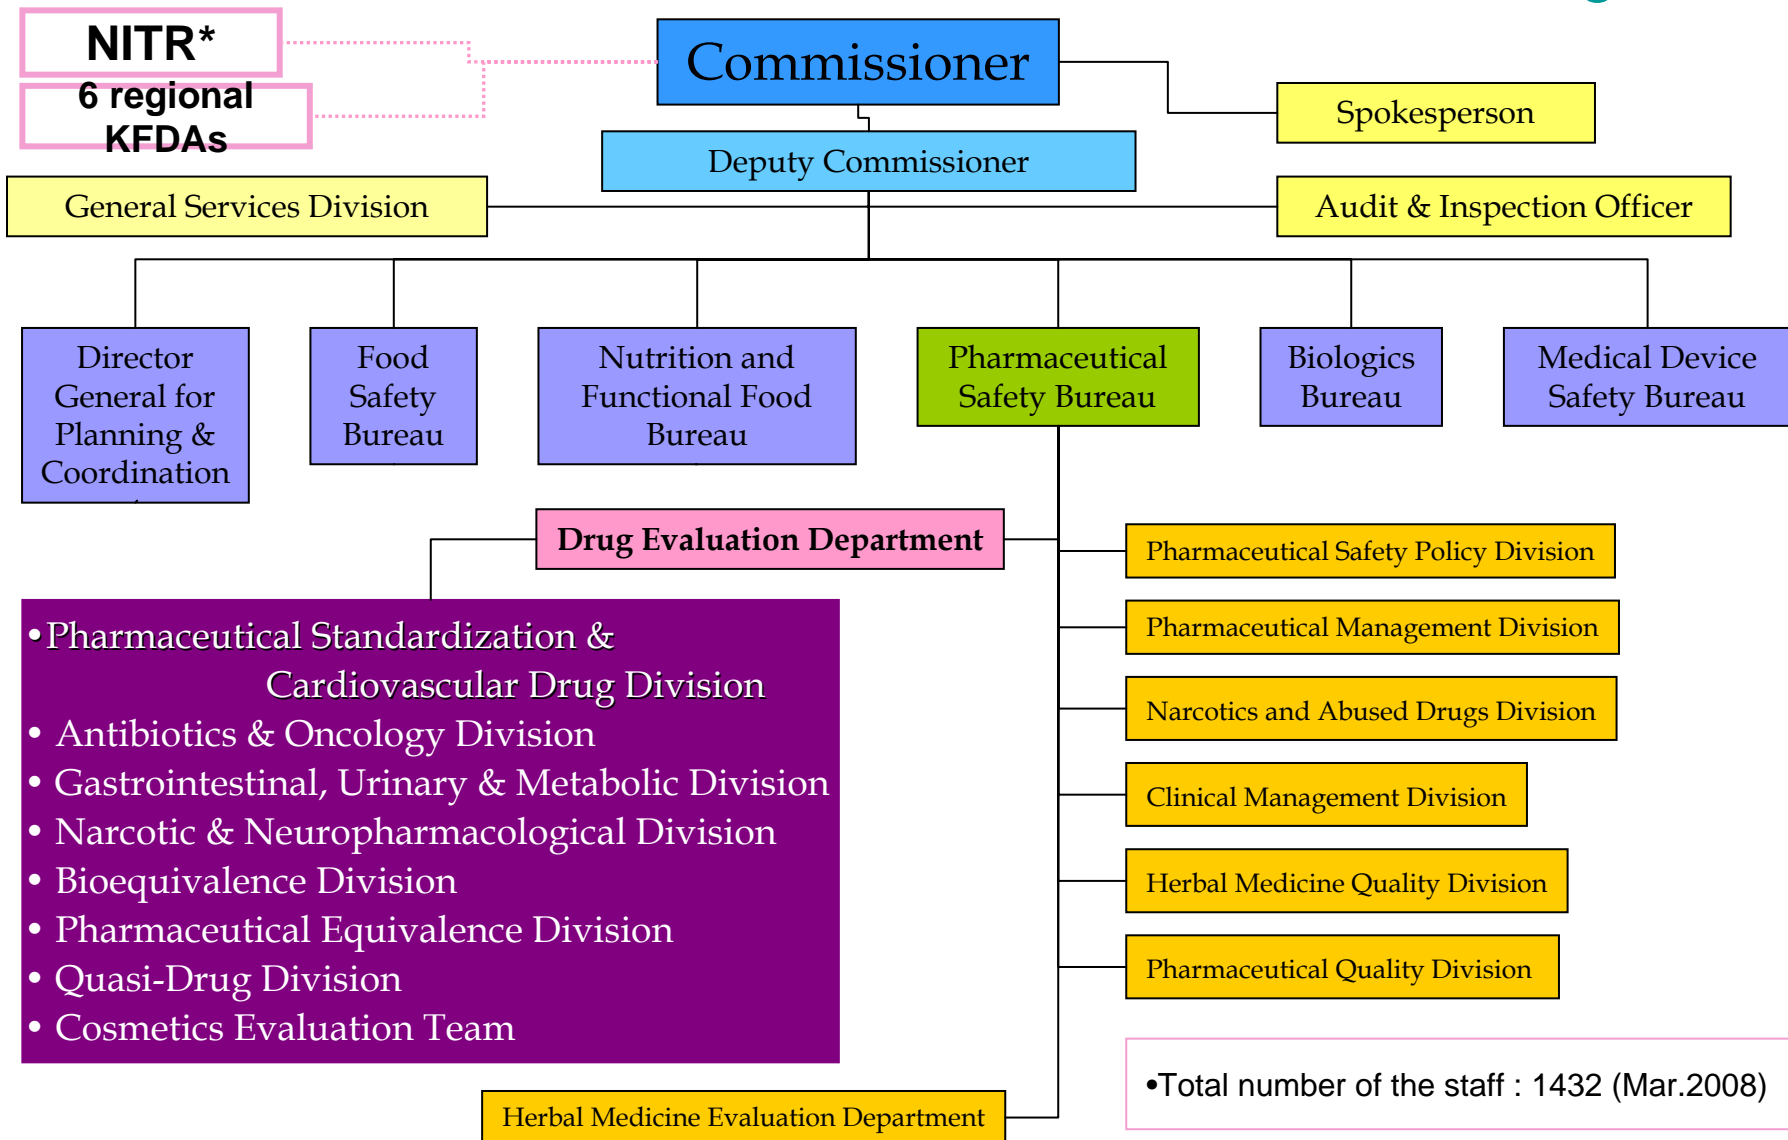 NITR*
6 regional
KFDAs
Commissioner
Spokesperson
Deputy Commissioner
General Services Division
Audit & Inspection Officer
Director
General for
Planning &
Coordination
Food
Safety
Bureau
Nutrition and
Functional Food
Bureau
Pharmaceutical
Safety Bureau
Biologics
Bureau
Medical Device
Safety Bureau
Drug Evaluation Department
•Pharmaceutical Standardization &
Cardiovascular Drug Division
• Antibiotics & Oncology Division
• Gastrointestinal, Urinary & Metabolic Division
• Narcotic & Neuropharmacological Division
• Bioequivalence Division
• Pharmaceutical Equivalence Division
• Quasi-Drug Division
• Cosmetics Evaluation Team
Pharmaceutical Safety Policy Division
Pharmaceutical Management Division
Narcotics and Abused Drugs Division
Clinical Management Division
Herbal Medicine Quality Division
Pharmaceutical Quality Division
Herbal Medicine Evaluation Department
•Total number of the staff : 1432 (Mar.2008)